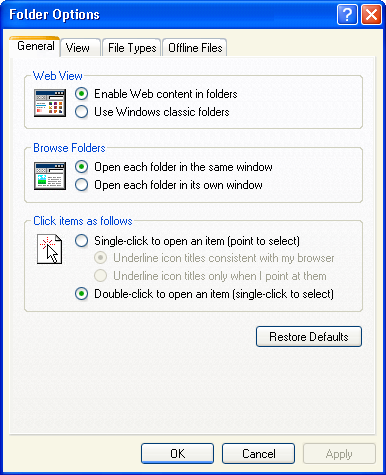 Folder Options
General View File Types Offline Files
Web View
Enable Web content in folders
Use Windows classic folders
Browse Folders
Open each folder in the same window
Open each folder in its own window
Click items as follows
Single-click to open an item (point to select)
Underline icon titles consistent with my browser
Underline icon titles only when I point at them
Double-click to open an item (single-click to select)
Restore Defaults
OK Cancel Apply